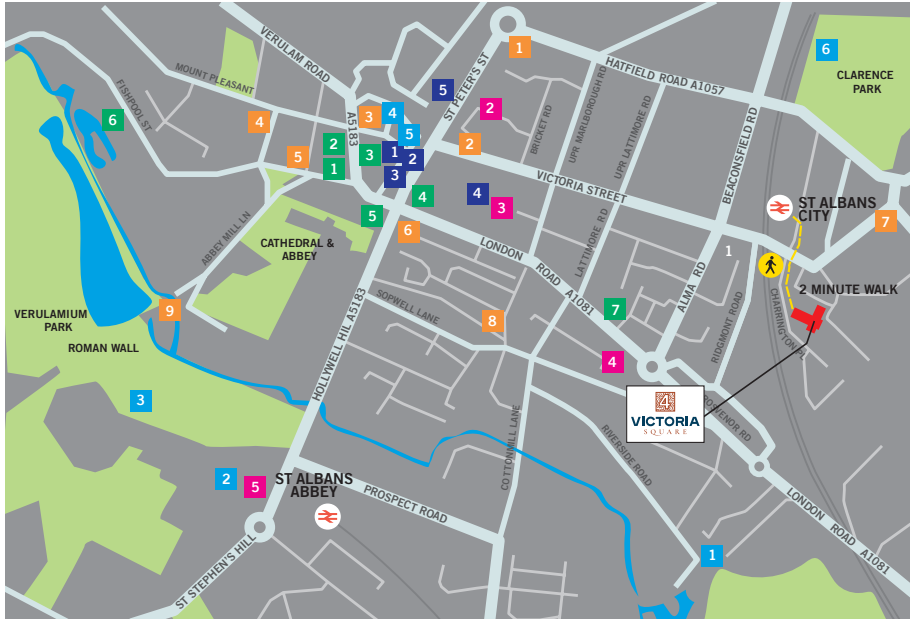 VERULAM ROAD
ST PETER'S ST
1
HATFIELD ROAD A1057
6
CLARENCE
PARK
MOUNT PLEASANT
FISHPOOL ST
A5183
5
2
BRICKET RD
UPR MARLBOROUGH RD
UPR LATTIMORE RD
BEACONSFIELD RD
6
4
3
4
5
2
5
2
1
3
1
2
3
VICTORIA STREET
4
4
3
ST ALBANS
CITY
7
5
6
ABBEY MILL LN
CATHEDRAL &
ABBEY
LONDON
ROAD A1081
LATTIMORE RD
ALMA RD
1
RIDGMONT ROAD
CHARRINGTON PL
2 MINUTE WALK
VERULAMIUM
PARK
9
ROMAN WALL
HOLLYWELL HIL A5183
SOPWELL LANE
8
7
4
3
4
VICTORIA
SQUARE
GROSVENOR RD
COTTONMILL LANE
RIVERSIDE ROAD
2
5
ST ALBANS
ABBEY
PROSPECT ROAD
LONDON ROAD A1081
ST STEPHEN'S HILL
1